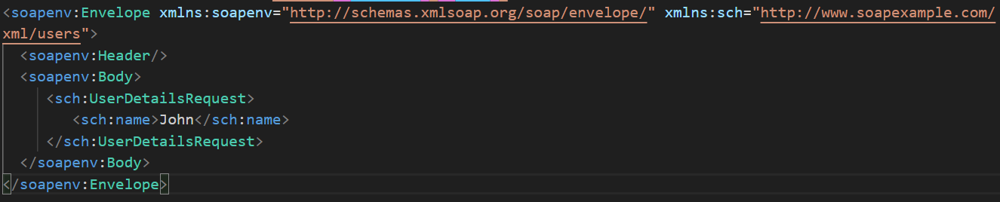 <soapenv:Envelope xmlns:soapenv="http://schemas.xmlsoap.org/soap/envelope/" xmlns:sch="http://www.soapexample.com/
xml/users">
<soapenv:Header/>
<soapenv:Body>
<sch:UserDetailsRequest>
<sch:name>John</sch:name>
</sch:UserDetailsRequest>
</soapenv:Body>
</soapenv:Envelope>